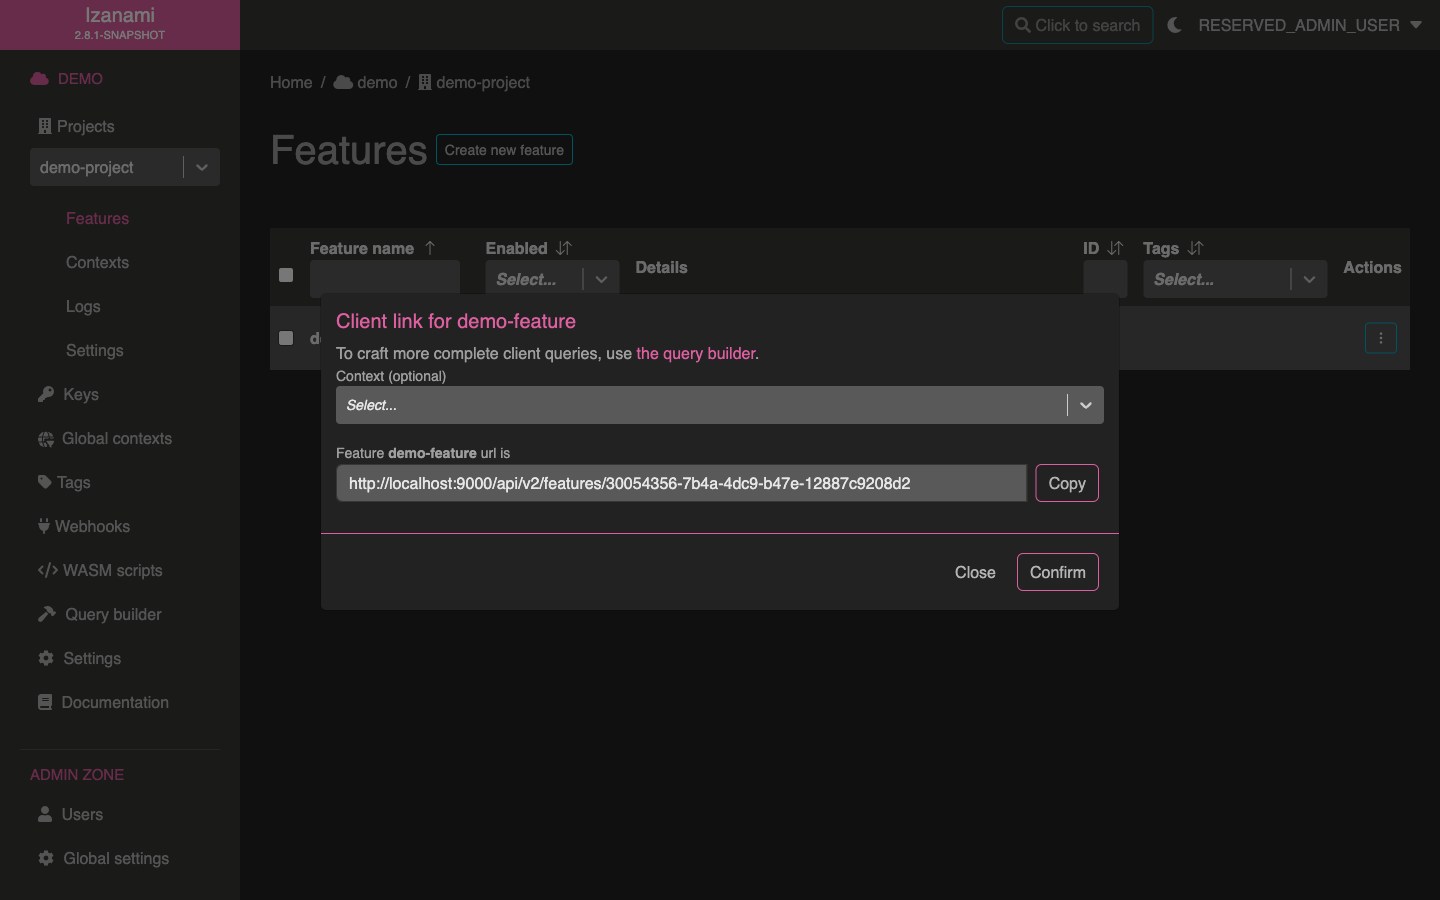 Izanami
2.8.1-SNAPSHOT
Click to search
RESERVED_ADMIN_USER
DEMO
Projects
demo-project
Features
Contexts
Logs
Settings
Keys
Global contexts
Tags
Webhooks
WASM scripts
Query builder
Settings
Documentation
ADMIN ZONE
Users
Global settings
Home / demo / demo-project
Features
Create new feature
Feature name
Enabled
Select...
Details
ID
Tags
Select...
Actions
Client link for demo-feature
To craft more complete client queries, use the query builder.
Context (optional)
Select...
Feature demo-feature url is
http://localhost:9000/api/v2/features/30054356-7b4a-4dc9-b47e-12887c9208d2
Copy
Close
Confirm